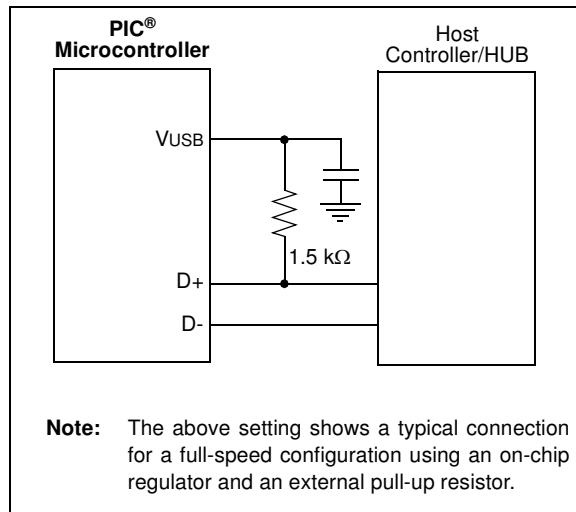 PIC®
Microcontroller
Host
Controller/HUB
VUSB
1.5 kΩ
D+
D-
Note: The above setting shows a typical connection
for a full-speed configuration using an on-chip
regulator and an external pull-up resistor.